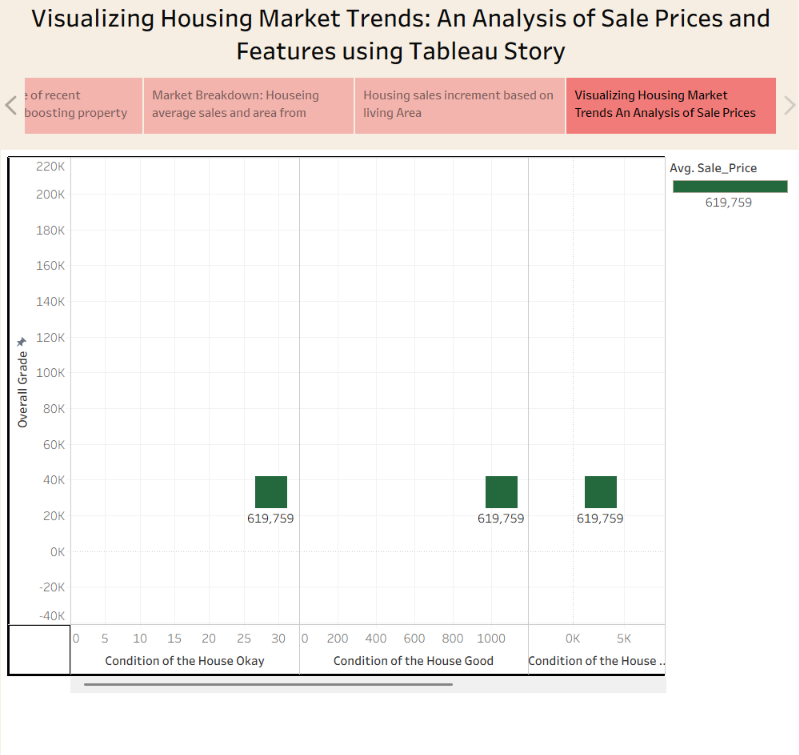 Visualizing Housing Market Trends: An Analysis of Sale Prices and
Features using Tableau Story
of recent
boosting property
Market Breakdown: Houseing
average sales and area from
Housing sales increment based on
living Area
Visualizing Housing Market
Trends An Analysis of Sale Prices
Avg. Sale_Price
619,759
Overall Grade
220K
200K
180K
160K
140K
120K
100K
80K
60K
40K
20K
0K
-20K
-40K
619,759
619,759
619,759
0 5 10 15 20 25 30
0 200 400 600 800 1000
0K 5K
Condition of the House Okay
Condition of the House Good
Condition of the House ..